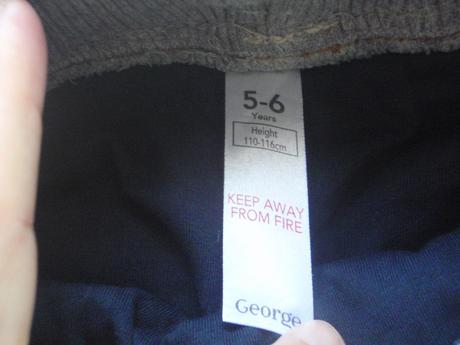 5-6
Years
Height
110-116cm
KEEP AWAY
FROM FIRE
George